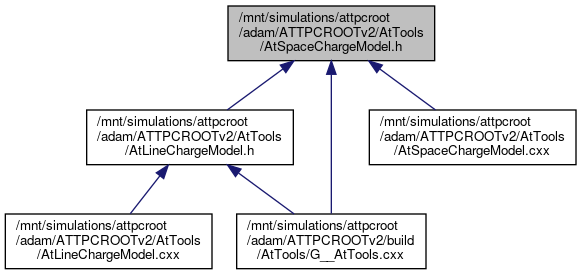 /mnt/simulations/attpcroot
/adam/ATTPCROOTv2/AtTools
/AtSpaceChargeModel.h
/mnt/simulations/attpcroot
/adam/ATTPCROOTv2/AtTools
/AtLineChargeModel.h
/mnt/simulations/attpcroot
/adam/ATTPCROOTv2/AtTools
/AtSpaceChargeModel.cxx
/mnt/simulations/attpcroot
/adam/ATTPCROOTv2/AtTools
/AtLineChargeModel.cxx
/mnt/simulations/attpcroot
/adam/ATTPCROOTv2/build
/AtTools/G__AtTools.cxx